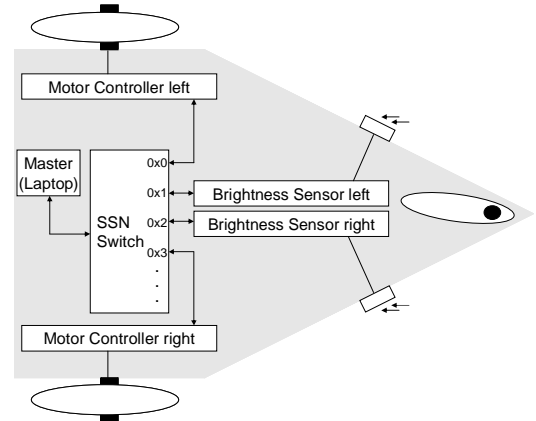 Motor Controller left
Master
(Laptop)
SSN
Switch
0x0
0x1
0x2
0x3
.
.
.
Brightness Sensor left
Brightness Sensor right
Motor Controller right